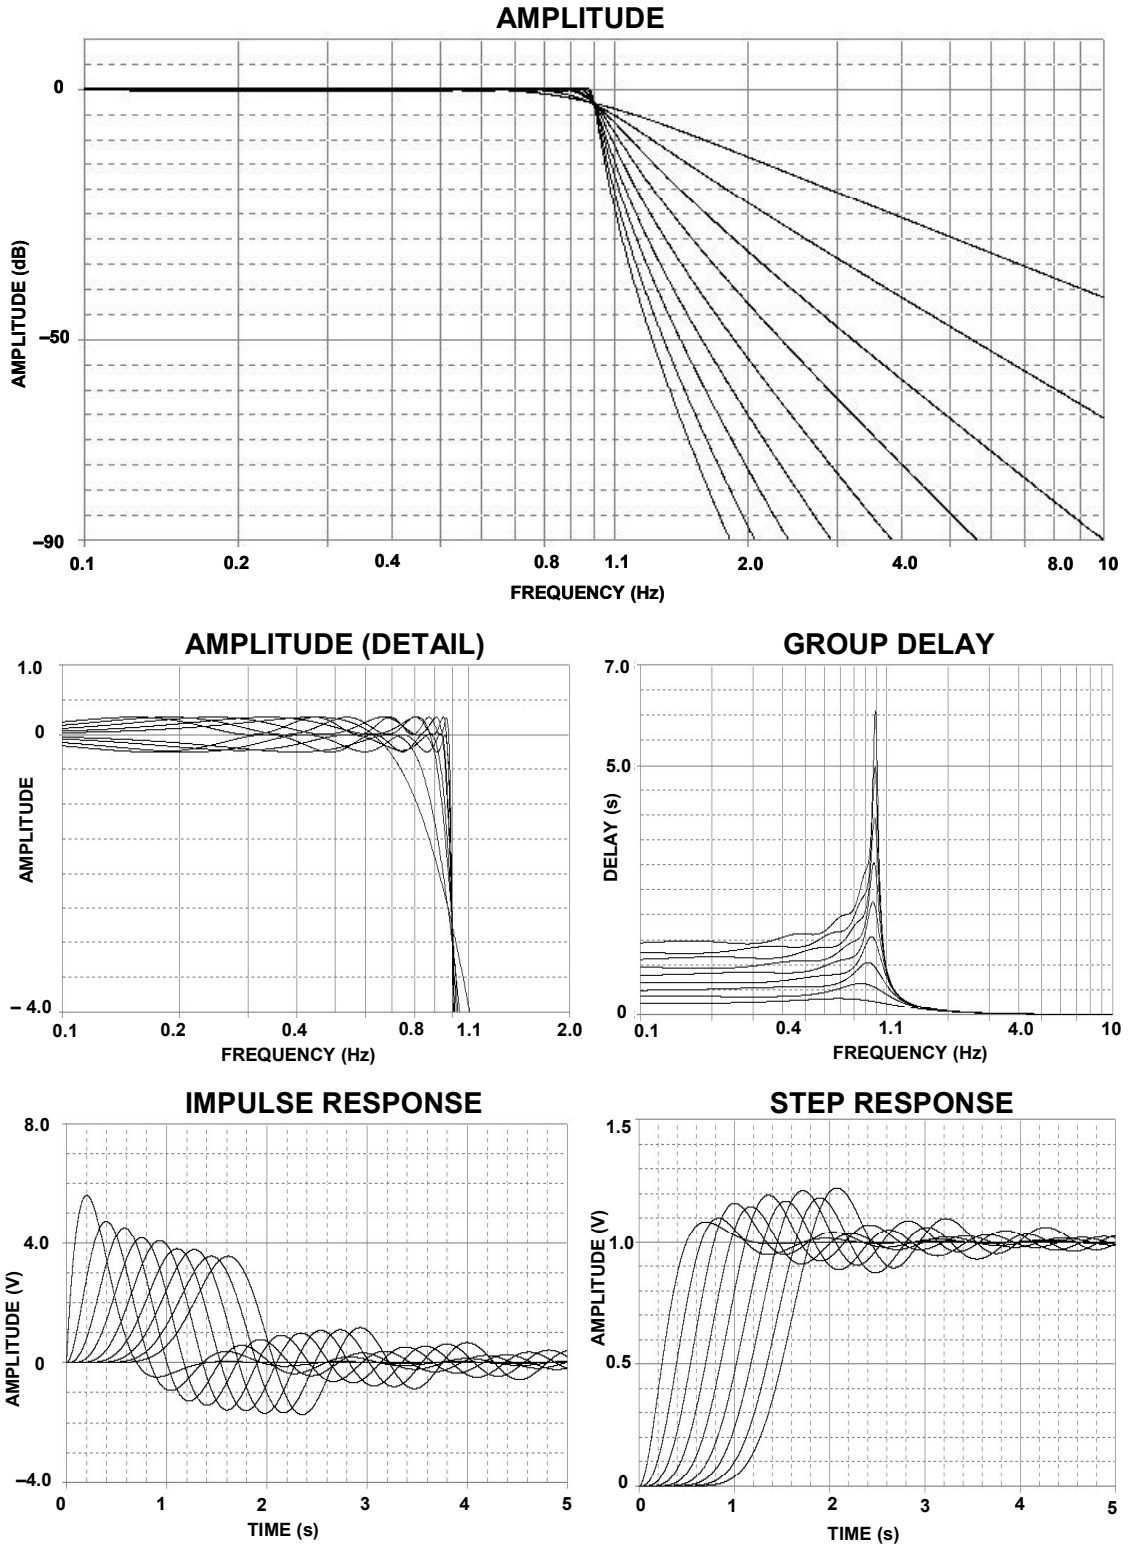 AMPLITUDE
0
–50
–90
AMPLITUDE (dB)
0.1 0.2 0.4 0.8 1.1 2.0 4.0 8.0 10
FREQUENCY (Hz)
AMPLITUDE (DETAIL)
1.0
0
– 4.0
AMPLITUDE
0.1 0.2 0.4 0.8 1.1 2.0
FREQUENCY (Hz)
GROUP DELAY
7.0
5.0
0
DELAY (s)
0.1 0.4 1.1 4.0 10
FREQUENCY (Hz)
IMPULSE RESPONSE
8.0
4.0
0
–4.0
AMPLITUDE (V)
0 1 2 3 4 5
TIME (s)
STEP RESPONSE
1.5
1.0
0.5
0
AMPLITUDE (V)
0 1 2 3 4 5
TIME (s)